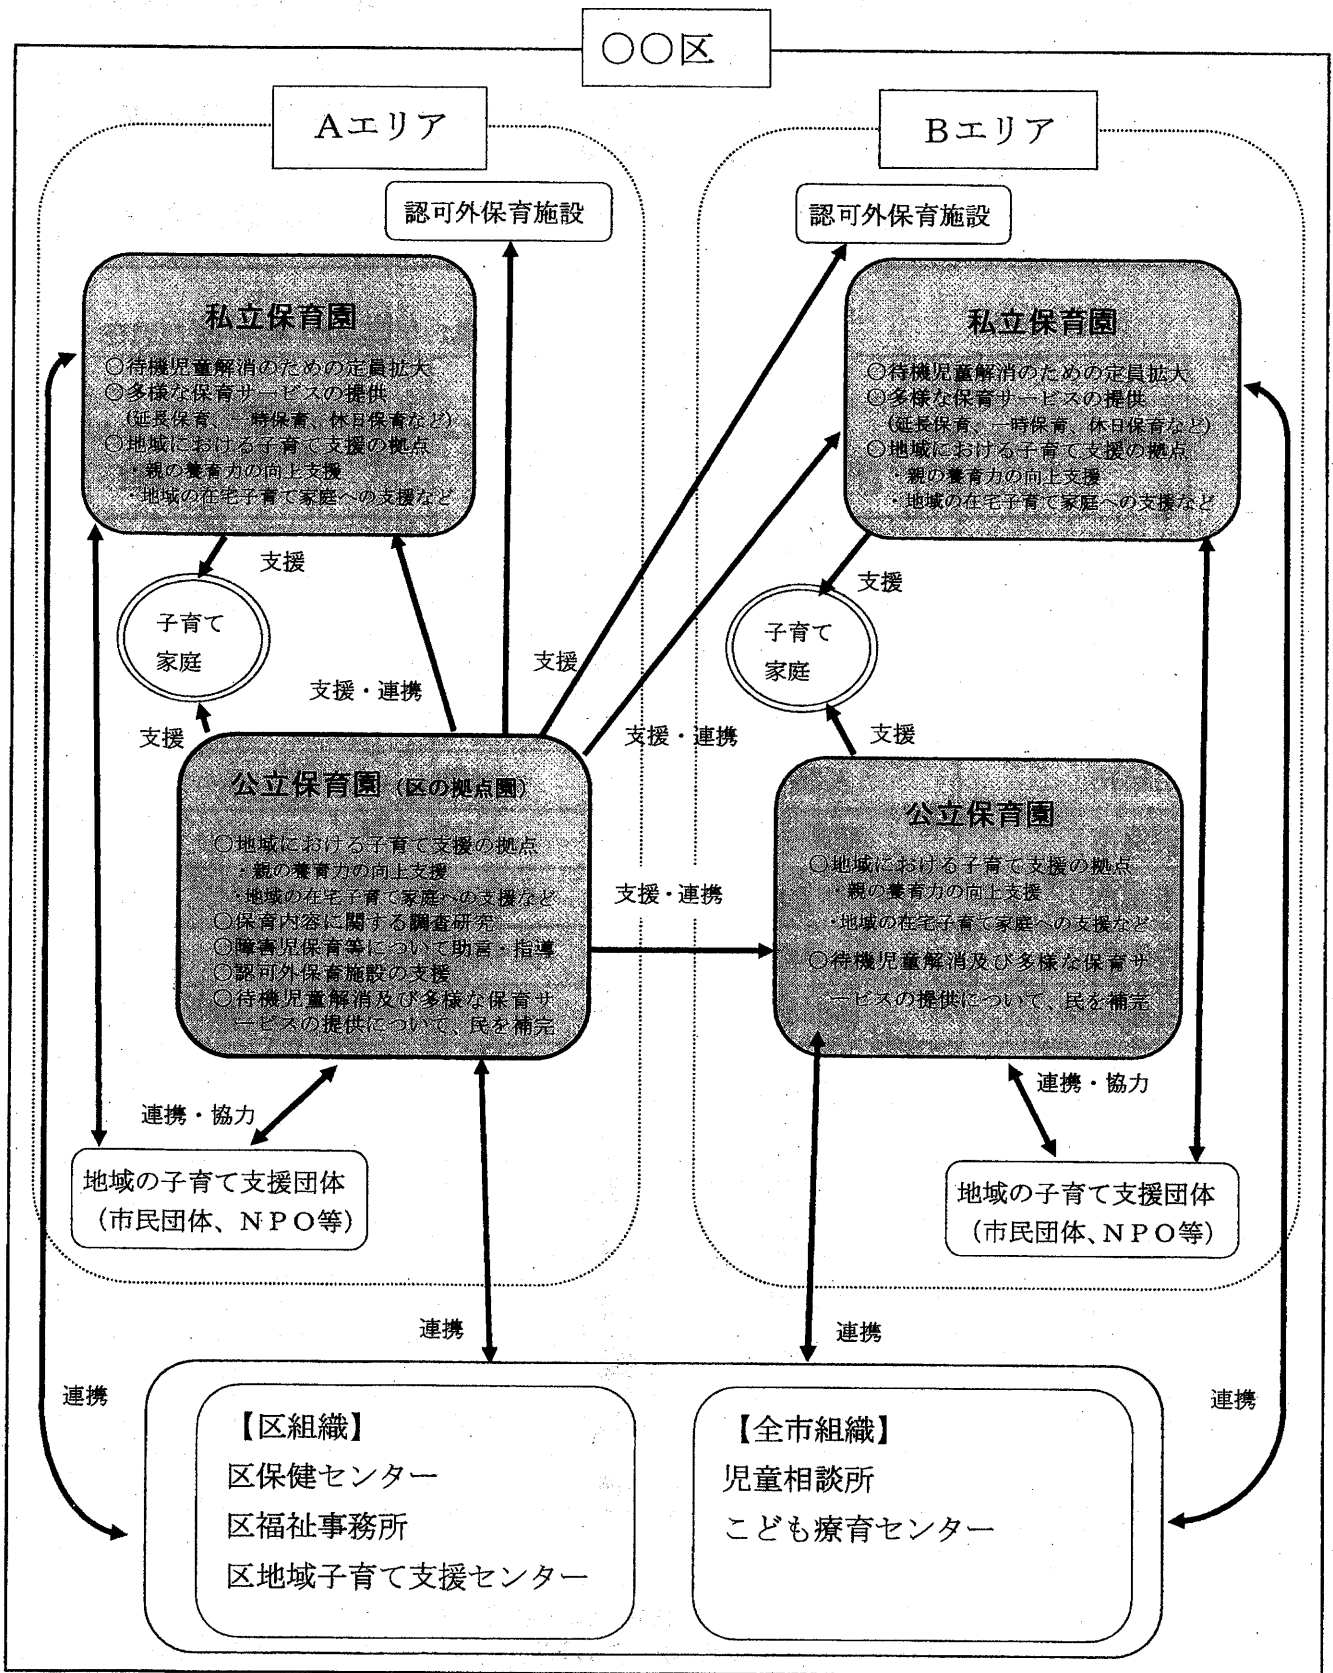 〇〇区
Aエリア
認可外保育施設
私立保育園
〇待機児童解消のための定員拡大
〇多様な保育サービスの提供
(延長保育、一時保育、休日保育など)
〇地域における子育て支援の拠点
・親の養育力の向上支援
・地域の在宅子育て家庭への支援など
支援
子育て
家庭
支援・連携
支援
公立保育園（区の拠点園）
〇地域における子育て支援の拠点
・親の養育力の向上支援
・地域の在宅子育て家庭への支援など
〇保育内容に関する調査研究
〇障害児保育等について助言・指導
〇認可外保育施設の支援
〇待機児童解消及び多様な保育サ
ービスの提供について、民を補完
連携・協力
地域の子育て支援団体
（市民団体、NPO等）
支援
支援・連携
支援・連携
Bエリア
認可外保育施設
私立保育園
〇待機児童解消のための定員拡大
〇多様な保育サービスの提供
(延長保育、一時保育、休日保育など)
〇地域における子育て支援の拠点
・親の養育力の向上支援
・地域の在宅子育て家庭への支援など
支援
子育て
家庭
支援
公立保育園
〇地域における子育て支援の拠点
・親の養育力の向上支援
・地域の在宅子育て家庭への支援など
〇待機児童解消及び多様な保育サ
ービスの提供について、民を補完
連携・協力
地域の子育て支援団体
（市民団体、NPO等）
連携
連携
連携
連携
【区組織】
区保健センター
区福祉事務所
区地域子育て支援センター
【全市組織】
児童相談所
こども療育センター